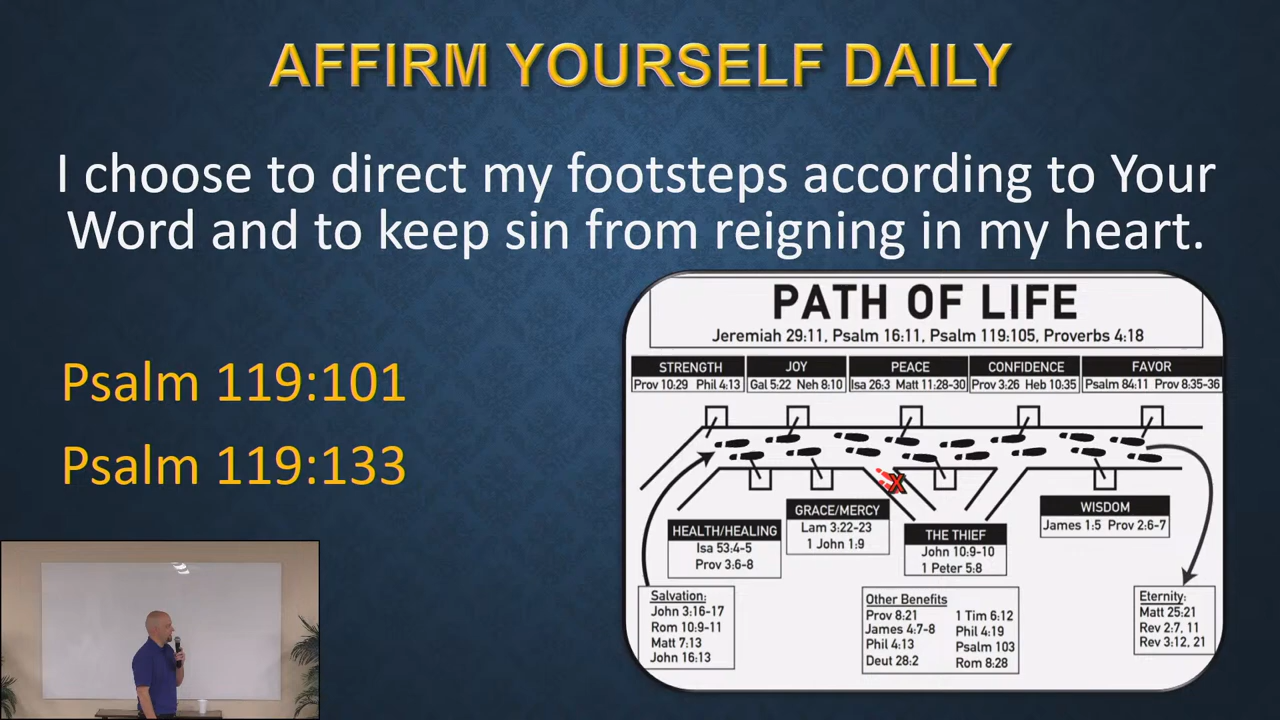 AFFIRM YOURSELF DAILY
I choose to direct my footsteps according to Your
Word and to keep sin from reigning in my heart.
Psalm 119:101
Psalm 119:133
PATH OF LIFE
Jeremiah 29:11, Psalm 16:11, Psalm 119:105, Proverbs 4:18
STRENGTH
Prov 10:29 Phil 4:13
JOY
Gal 5:22 Neh 8:10
PEACE
Isa 26:3 Matt 11:28-30
CONFIDENCE
Prov 3:26 Heb 10:35
FAVOR
Psalm 84:11 Prov 8:35-36
X
HEALTH/HEALING
Isa 53:4-5
Prov 3:6-8
GRACE/MERCY
Lam 3:22-23
1 John 1:9
THE THIEF
John 10:9-10
1 Peter 5:8
WISDOM
James 1:5 Prov 2:6-7
Salvation:
John 3:16-17
Rom 10:9-11
Matt 7:13
John 16:13
Other Benefits
Prov 8:21
James 4:7-8
Phil 4:13
Deut 28:2
1 Tim 6:12
Phil 4:19
Psalm 103
Rom 8:28
Eternity:
Matt 25:21
Rev 2:7, 11
Rev 3:12, 21